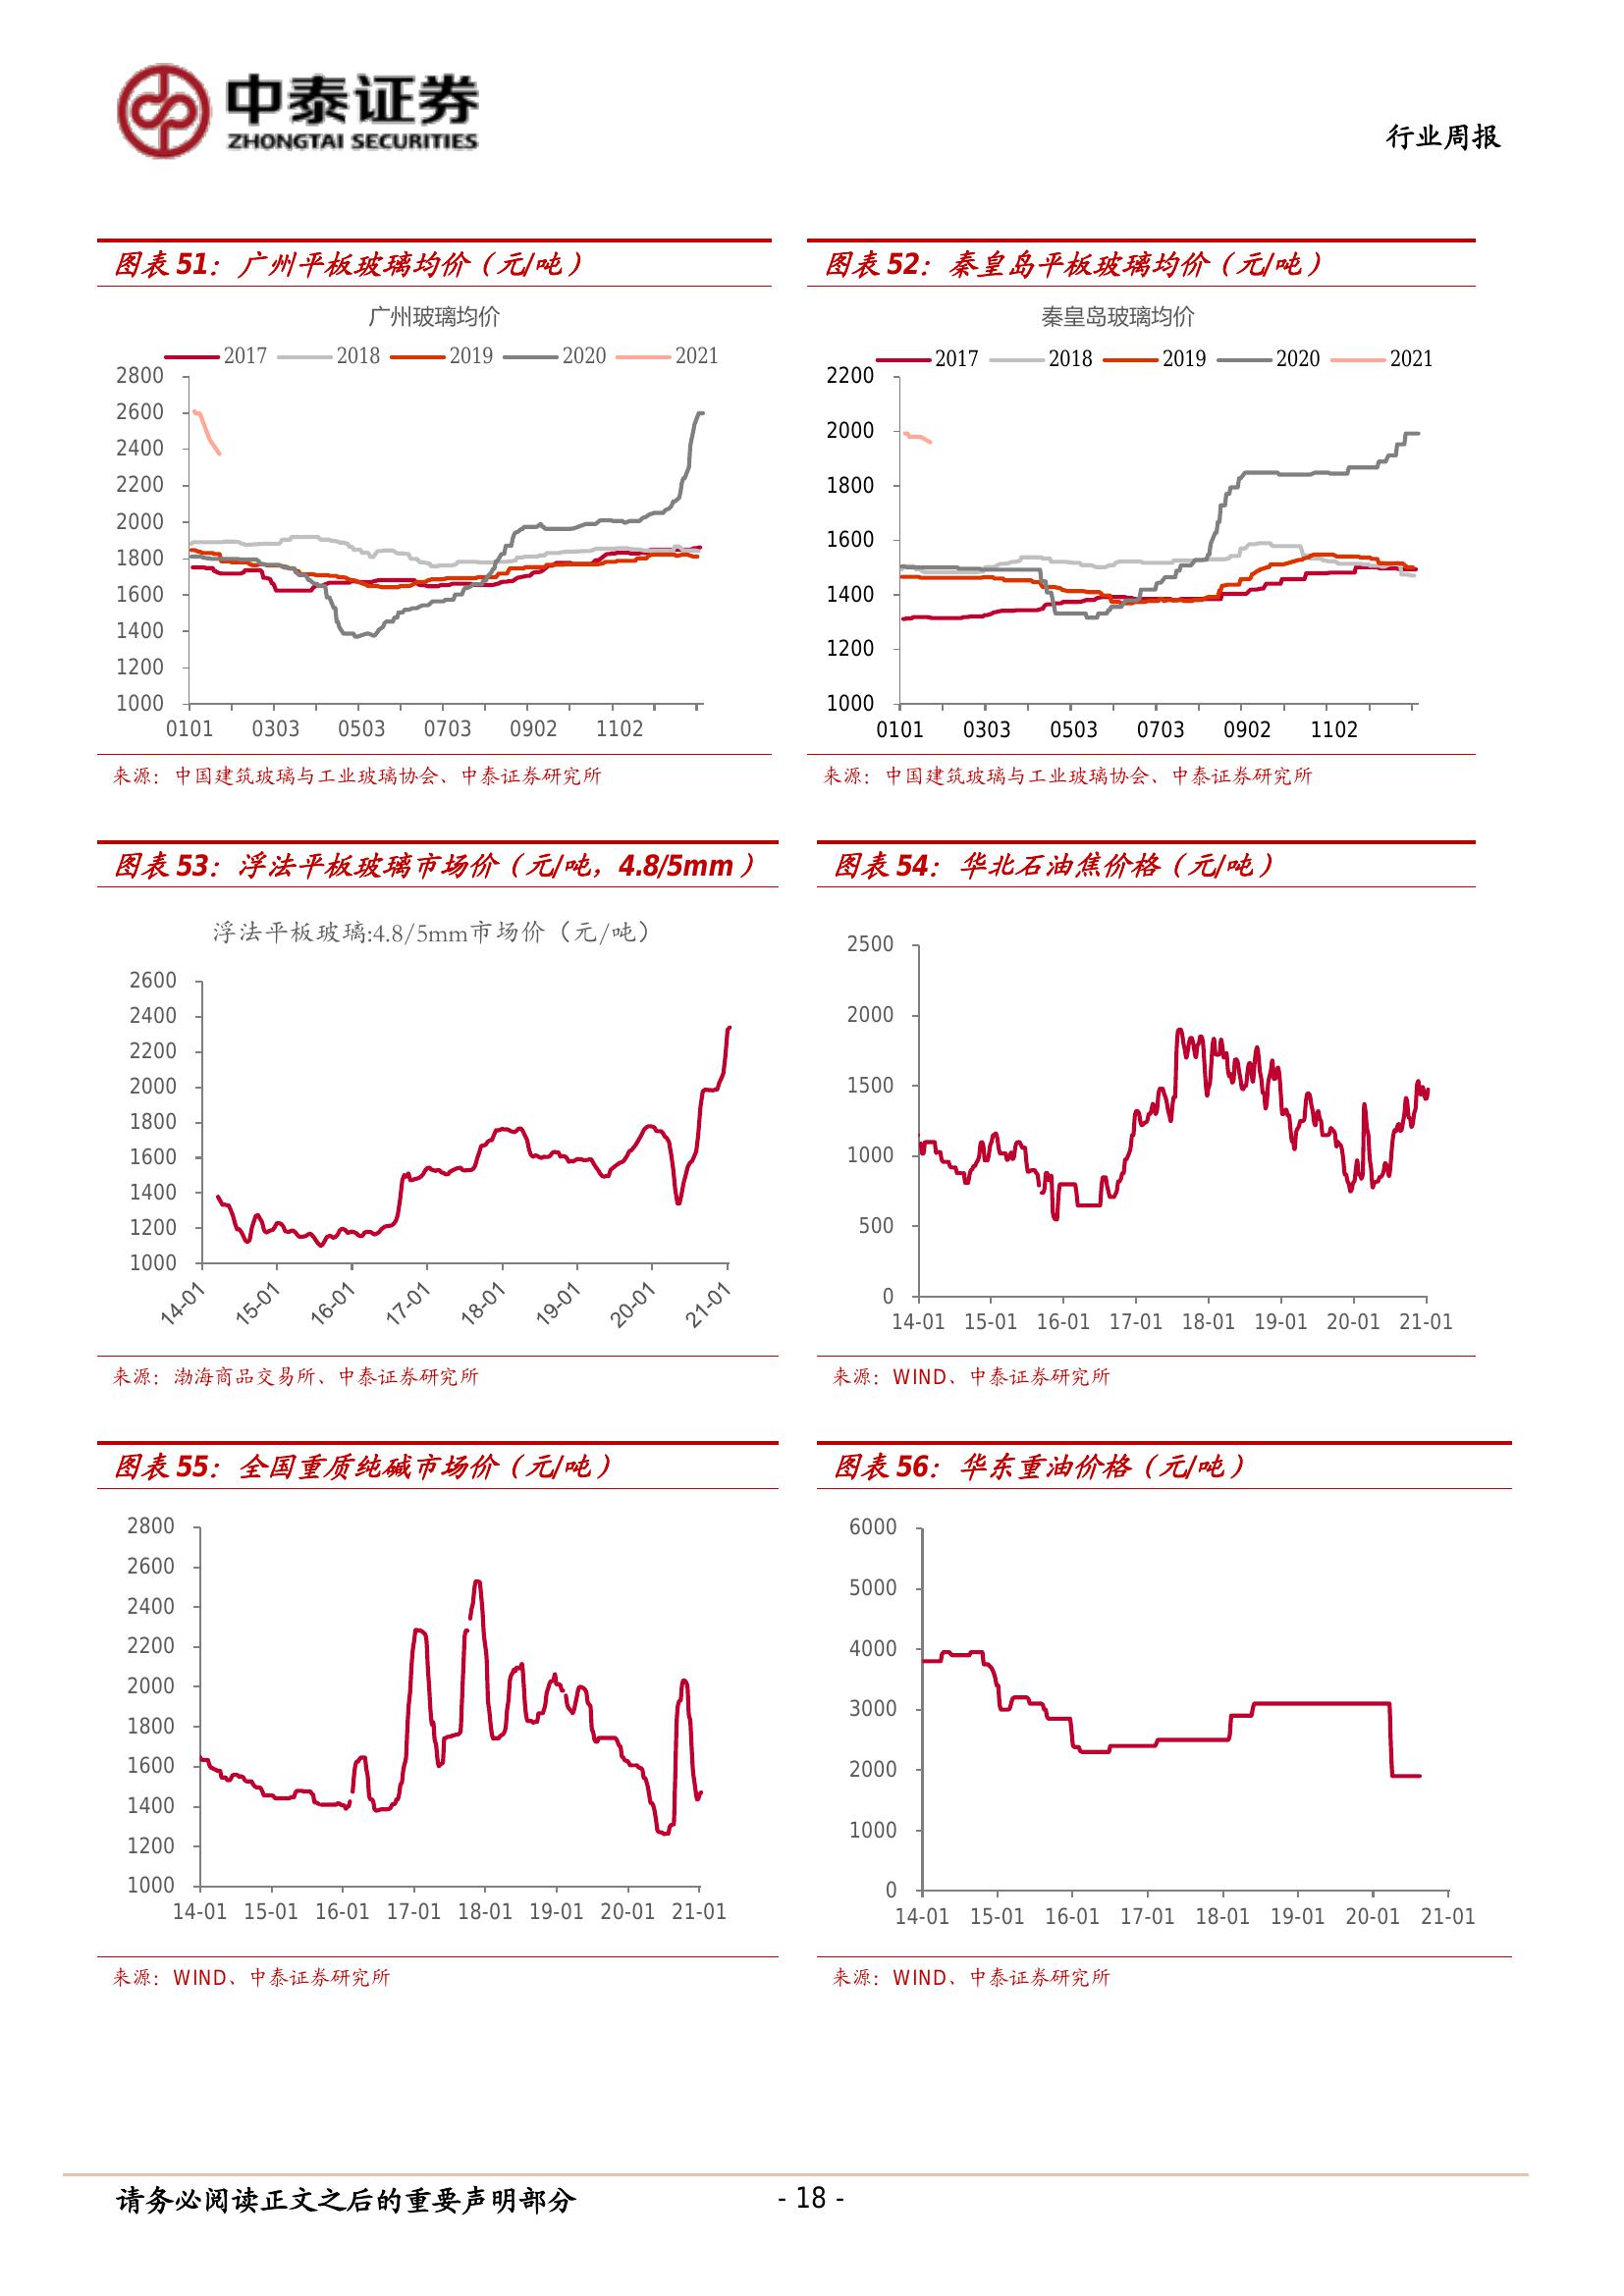 中泰证券
ZHONGTAI SECURITIES
行业周报
图表 51：广州平板玻璃均价（元/吨）
广州玻璃均价
2017 2018 2019 2020 2021
2800
2600
2400
2200
2000
1800
1600
1400
1200
1000
0101 0303 0503 0703 0902 1102
来源：中国建筑玻璃与工业玻璃协会、中泰证券研究所
图表 52：秦皇岛平板玻璃均价（元/吨）
秦皇岛玻璃均价
2017 2018 2019 2020 2021
2200
2000
1800
1600
1400
1200
1000
0101 0303 0503 0703 0902 1102
来源：中国建筑玻璃与工业玻璃协会、中泰证券研究所
图表 53：浮法平板玻璃市场价（元/吨，4.8/5mm）
浮法平板玻璃:4.8/5mm市场价（元/吨）
2600
2400
2200
2000
1800
1600
1400
1200
1000
14-01 15-01 16-01 17-01 18-01 19-01 20-01 21-01
来源：渤海商品交易所、中泰证券研究所
图表 54：华北石油焦价格（元/吨）
2500
2000
1500
1000
500
0
14-01 15-01 16-01 17-01 18-01 19-01 20-01 21-01
来源：WIND、中泰证券研究所
图表 55：全国重质纯碱市场价（元/吨）
2800
2600
2400
2200
2000
1800
1600
1400
1200
1000
14-01 15-01 16-01 17-01 18-01 19-01 20-01 21-01
来源：WIND、中泰证券研究所
图表 56：华东重油价格（元/吨）
6000
5000
4000
3000
2000
1000
0
14-01 15-01 16-01 17-01 18-01 19-01 20-01 21-01
来源：WIND、中泰证券研究所
请务必阅读正文之后的重要声明部分
- 18 -